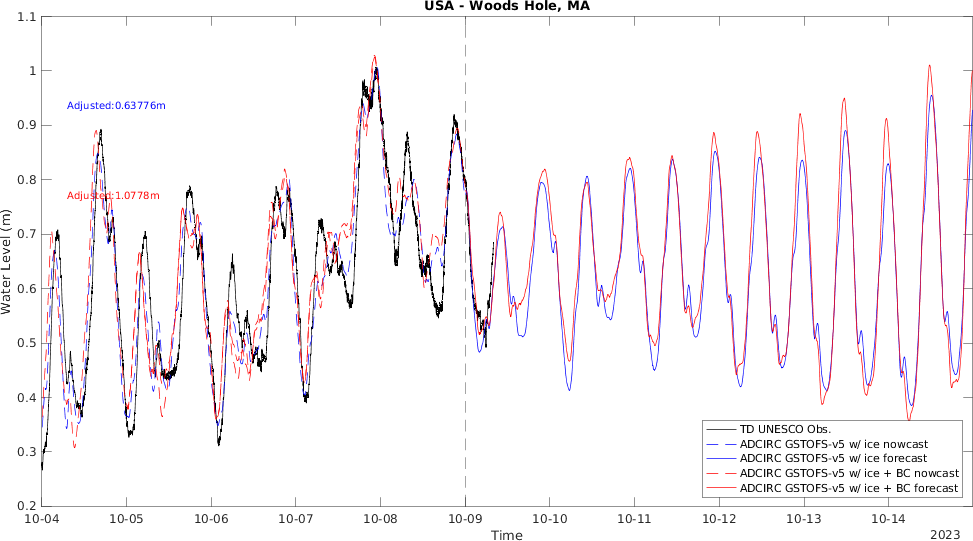 USA - Woods Hole, MA
1.1
1
0.9
0.8
0.7
0.6
0.5
0.4
0.3
0.2
Water Level (m)
Adjusted:0.63776m
Adjusted:1.0778m
TD UNESCO Obs.
ADCIRC GSTOFS-v5 w/ ice nowcast
ADCIRC GSTOFS-v5 w/ ice forecast
ADCIRC GSTOFS-v5 w/ ice + BC nowcast
ADCIRC GSTOFS-v5 w/ ice + BC forecast
10-04 10-05 10-06 10-07 10-08 10-09 10-10 10-11 10-12 10-13 10-14
Time
2023